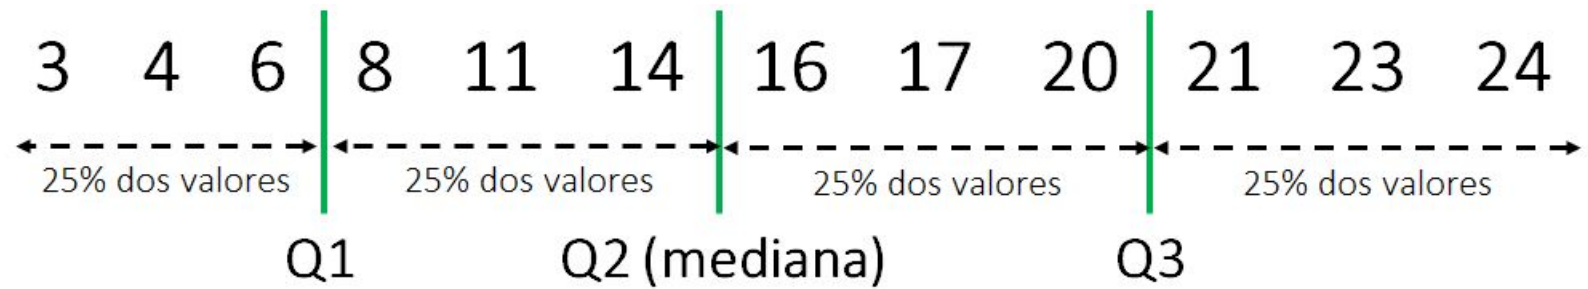 3 4 6 8 11 14 16 17 20 21 23 24
25% dos valores 25% dos valores 25% dos valores 25% dos valores
Q1 Q2 (mediana) Q3